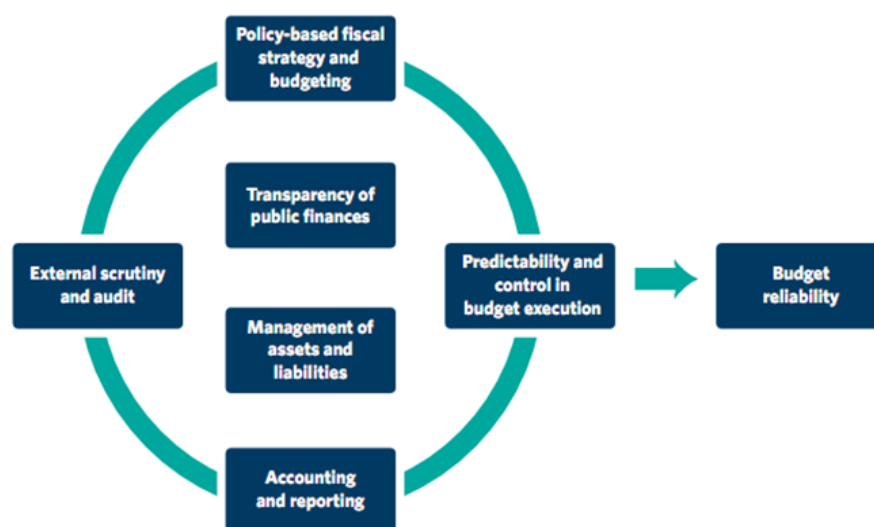 Policy-based fiscal
strategy and
budgeting
Transparency of
public finances
External scrutiny
and audit
Predictability and
control in
budget execution
Budget
reliability
Management of
assets and
liabilities
Accounting
and reporting